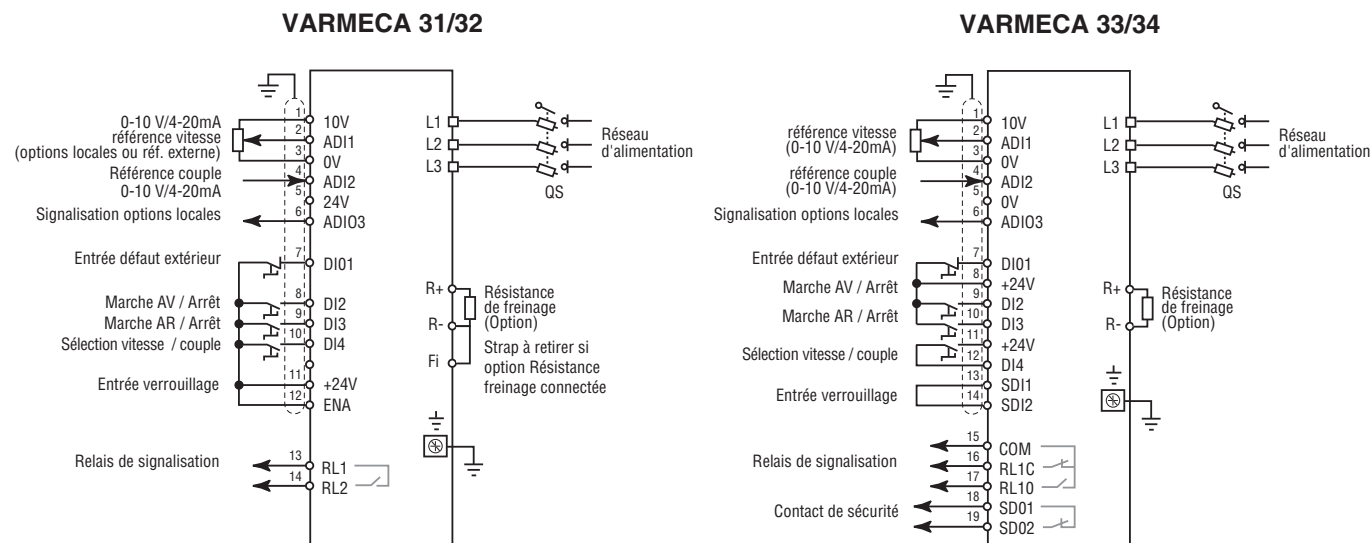 VARMECA 31/32
0-10 V/4-20mA
référence vitesse
(options locales ou réf. externe)
Référence couple
0-10 V/4-20mA
Signalisation options locales
Entrée défaut extérieur
Marche AV / Arrêt
Marche AR / Arrêt
Sélection vitesse / couple
Entrée verrouillage
Relais de signalisation
1
10V
2
ADI1
3
0V
4
ADI2
5
24V
6
ADIO3
7
DI01
8
DI2
9
DI3
10
DI4
11
+24V
12
ENA
13
RL1
14
RL2
L1
L2
L3
QS
Réseau
d'alimentation
R+
R-
Fi
Résistance
de freinage
(Option)
Strap à retirer si
option Résistance
freinage connectée
VARMECA 33/34
référence vitesse
(0-10 V/4-20mA)
référence couple
(0-10 V/4-20mA)
Signalisation options locales
Entrée défaut extérieur
Marche AV / Arrêt
Marche AR / Arrêt
Sélection vitesse / couple
Entrée verrouillage
Relais de signalisation
Contact de sécurité
1
10V
2
ADI1
3
0V
4
ADI2
5
0V
6
ADIO3
7
DI01
8
+24V
9
DI2
10
DI3
11
+24V
12
DI4
13
SDI1
14
SDI2
15
COM
16
RL1C
17
RL10
18
SD01
19
SD02
L1
L2
L3
QS
Réseau
d'alimentation
R+
R-
Résistance
de freinage
(Option)